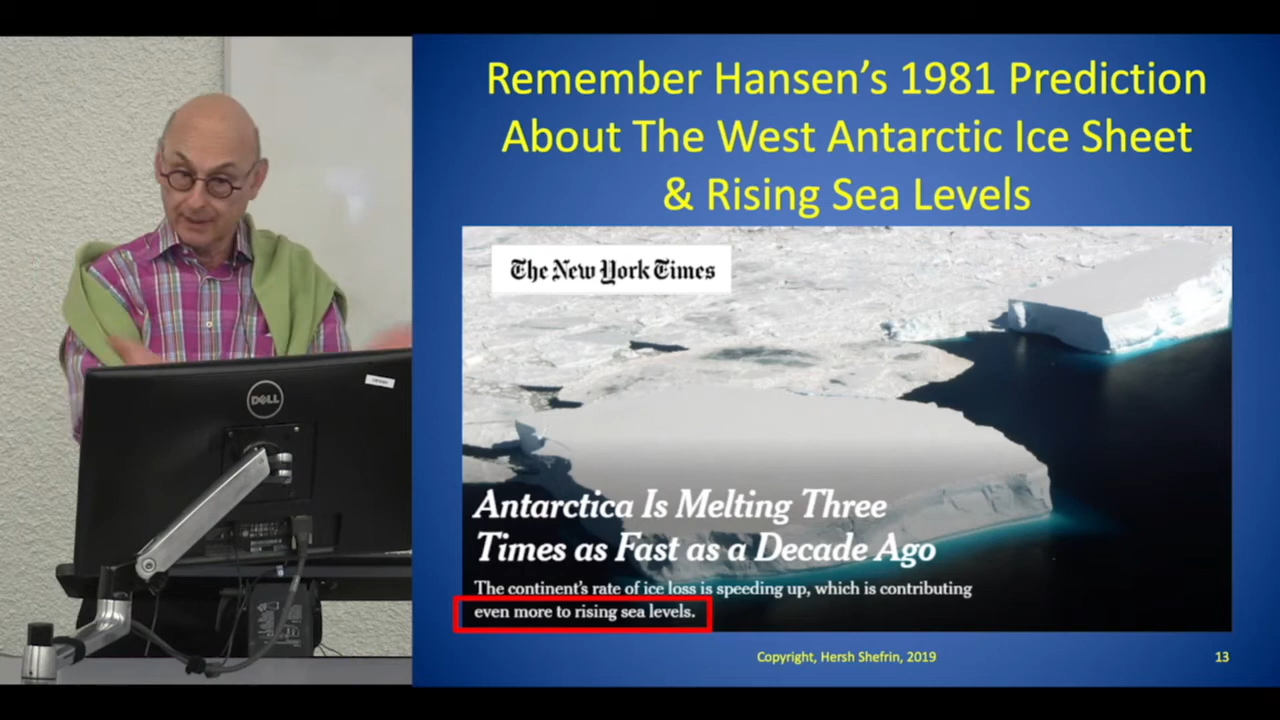 Remember Hansen's 1981 Prediction
About The West Antarctic Ice Sheet
& Rising Sea Levels
The New York Times
Antarctica Is Melting Three
Times as Fast as a Decade Ago
The continent's rate of ice loss is speeding up, which is contributing
even more to rising sea levels.
Copyright, Hersh Shefrin, 2019
13
DELL